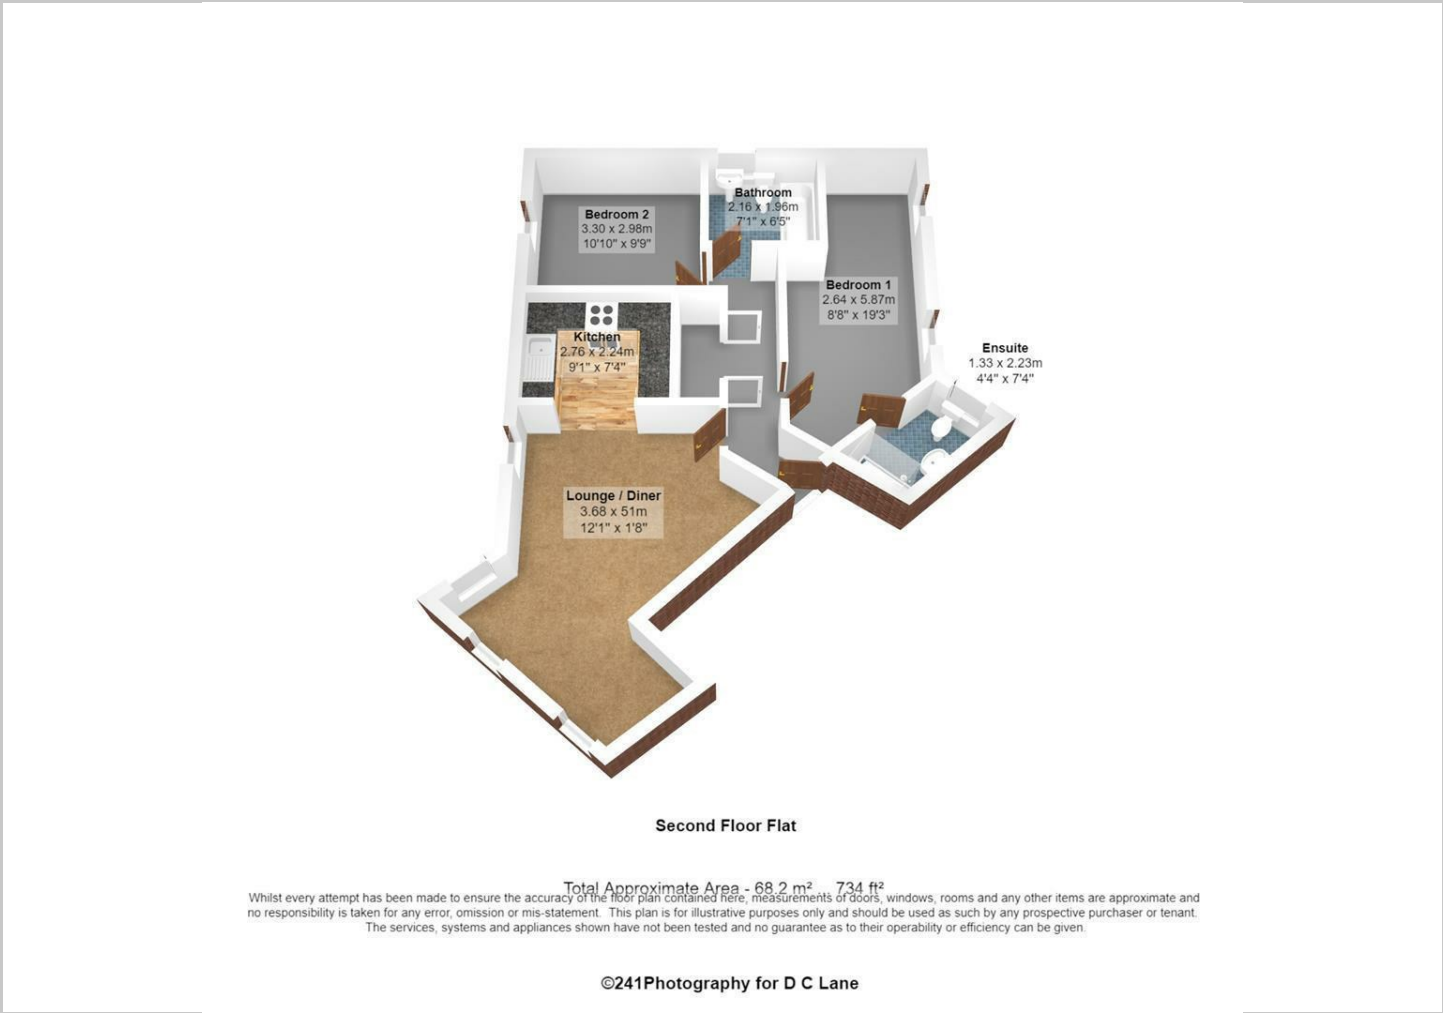 Bathroom
2.16 x 1.96m
7'1" x 6'5"
Bedroom 2
3.30 x 2.98m
10'10" x 9'9"
Bedroom 1
2.64 x 5.87m
8'8" x 19'3"
Kitchen
2.76 x 2.24m
9'1" x 7'4"
Ensuite
1.33 x 2.23m
4'4" x 7'4"
Lounge / Diner
3.68 x 51m
12'1" x 1'8"
Second Floor Flat
Total Approximate Area - 68.2 m² ... 734 ft²
Whilst every attempt has been made to ensure the accuracy of the floor plan contained here, measurements of doors, windows, rooms and any other items are approximate and
no responsibility is taken for any error, omission or mis-statement. This plan is for illustrative purposes only and should be used as such by any prospective purchaser or tenant.
The services, systems and appliances shown have not been tested and no guarantee as to their operability or efficiency can be given.
©241Photography for D C Lane